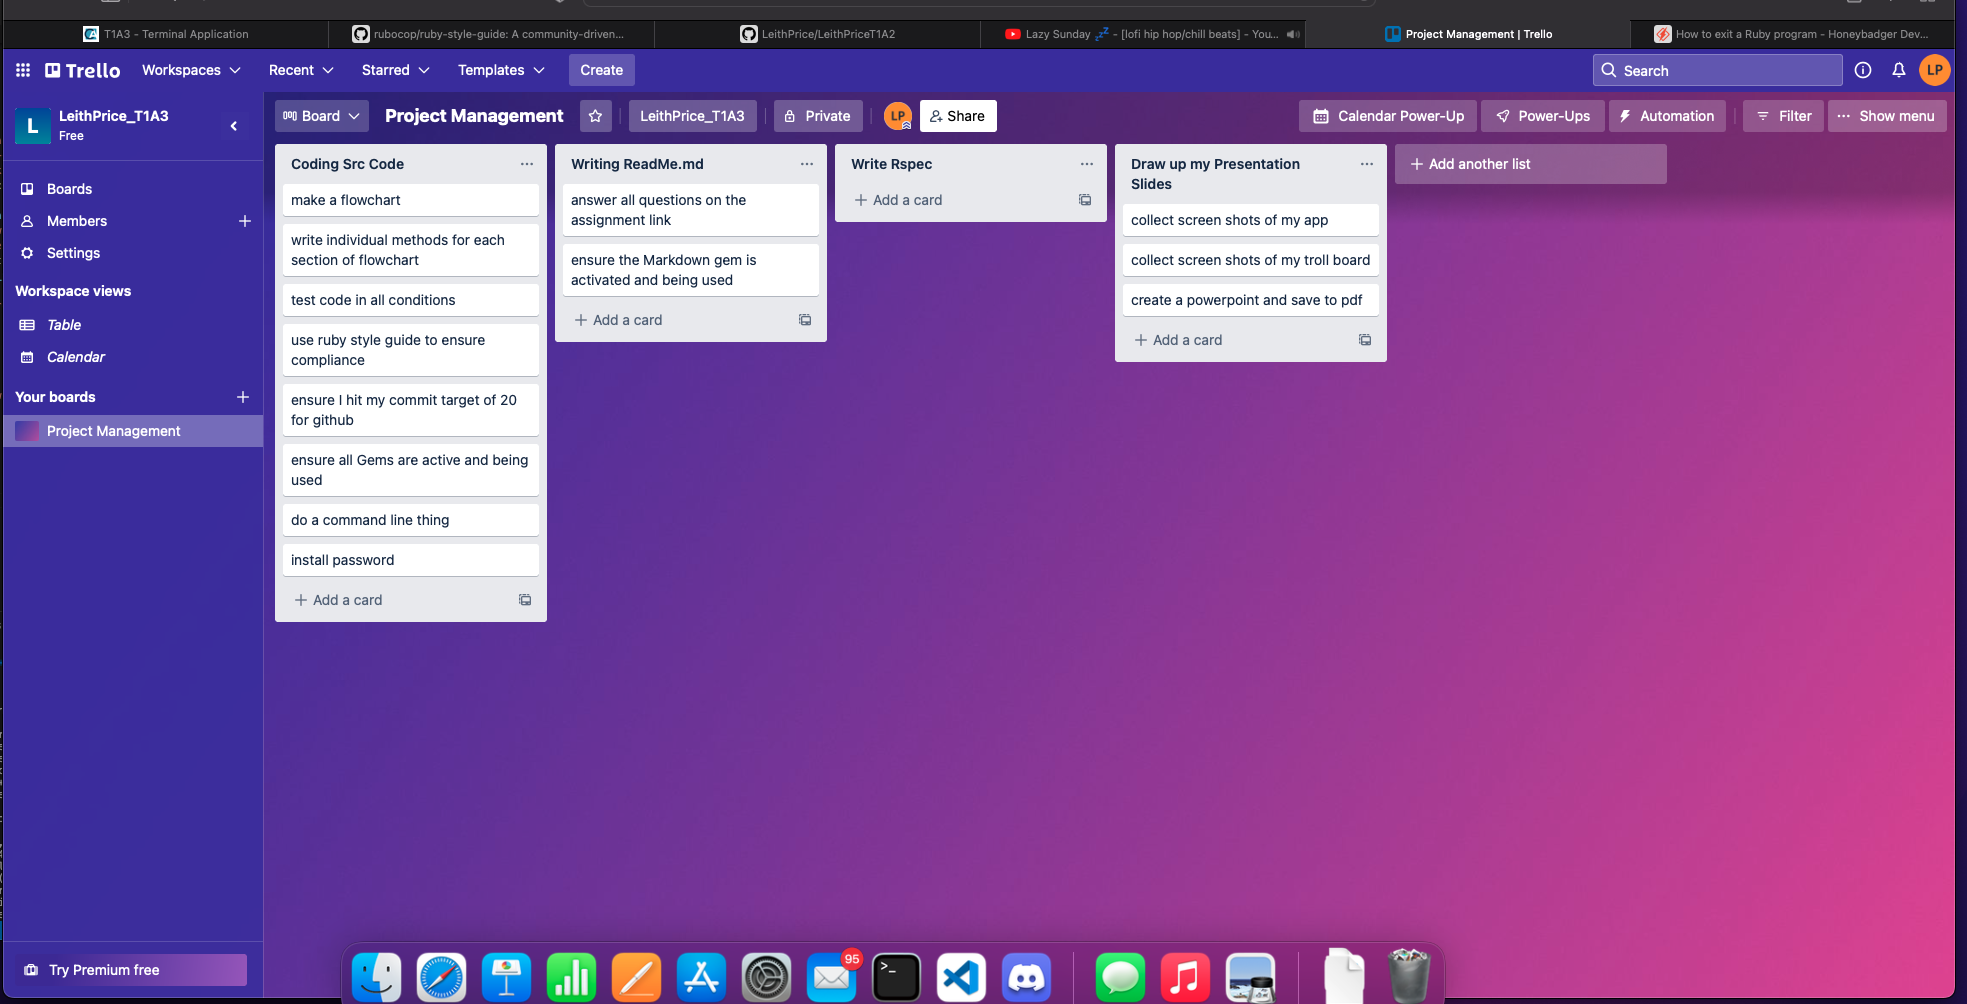 T1A3 - Terminal Application
rubocop/ruby-style-guide: A community-driven...
LeithPrice/LeithPriceT1A2
Lazy Sunday 💤 - [lofi hip hop/chill beats] - You...
Project Management | Trello
How to exit a Ruby program - Honeybadger Dev...
Trello
Workspaces
Recent
Starred
Templates
Create
Search
LP
L
LeithPrice_T1A3
Free
Board
Project Management
LeithPrice_T1A3
Private
LP
Share
Calendar Power-Up
Power-Ups
Automation
Filter
Show menu
Boards
Members
Settings
Workspace views
Table
Calendar
Your boards
Project Management
Try Premium free
Coding Src Code
make a flowchart
write individual methods for each
section of flowchart
test code in all conditions
use ruby style guide to ensure
compliance
ensure I hit my commit target of 20
for github
ensure all Gems are active and being
used
do a command line thing
install password
+ Add a card
Writing ReadMe.md
answer all questions on the
assignment link
ensure the Markdown gem is
activated and being used
+ Add a card
Write Rspec
+ Add a card
Draw up my Presentation
Slides
collect screen shots of my app
collect screen shots of my troll board
create a powerpoint and save to pdf
+ Add a card
+ Add another list
95
>_